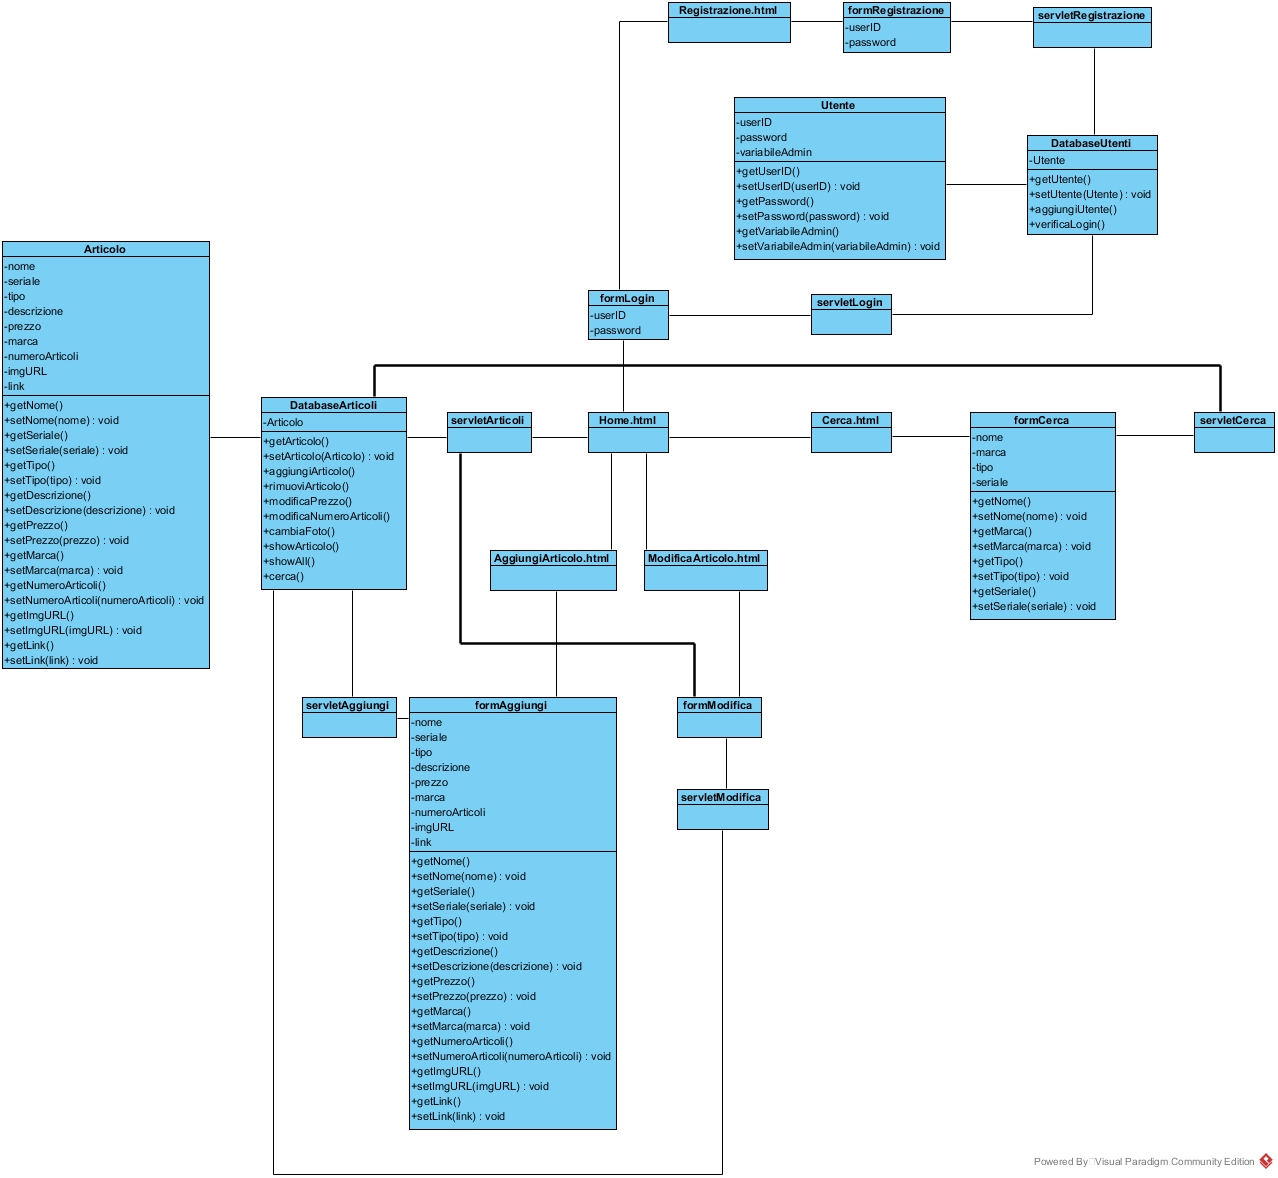 Registrazione.html
formRegistrazione
-userID
-password
servletRegistrazione
Utente
-userID
-password
-variabileAdmin
+getUserID()
+setUserID(userID) : void
+getPassword()
+setPassword(password) : void
+getVariabileAdmin()
+setVariabileAdmin(variabileAdmin) : void
DatabaseUtenti
-Utente
+getUtente()
+setUtente(Utente) : void
+aggiungiUtente()
+verificaLogin()
Articolo
-nome
-seriale
-tipo
-descrizione
-prezzo
-marca
-numeroArticoli
-imgURL
-link
+getNome()
+setNome(nome) : void
+getSeriale()
+setSeriale(seriale) : void
+getTipo()
+setTipo(tipo) : void
+getDescrizione()
+setDescrizione(descrizione) : void
+getPrezzo()
+setPrezzo(prezzo) : void
+getMarca()
+setMarca(marca) : void
+getNumeroArticoli()
+setNumeroArticoli(numeroArticoli) : void
+getImgURL()
+setImgURL(imgURL) : void
+getLink()
+setLink(link) : void
formLogin
-userID
-password
servletLogin
DatabaseArticoli
-Articolo
+getArticolo()
+setArticolo(Articolo) : void
+aggiungiArticolo()
+rimuoviArticolo()
+modificaPrezzo()
+modificaNumeroArticoli()
+cambiaFoto()
+showArticolo()
+showAll()
+cerca()
servletArticoli
Home.html
Cerca.html
formCerca
-nome
-marca
-tipo
-seriale
+getNome()
+setNome(nome) : void
+getMarca()
+setMarca(marca) : void
+getTipo()
+setTipo(tipo) : void
+getSeriale()
+setSeriale(seriale) : void
servletCerca
AggiungiArticolo.html
ModificaArticolo.html
servletAggiungi
formAggiungi
-nome
-seriale
-tipo
-descrizione
-prezzo
-marca
-numeroArticoli
-imgURL
-link
+getNome()
+setNome(nome) : void
+getSeriale()
+setSeriale(seriale) : void
+getTipo()
+setTipo(tipo) : void
+getDescrizione()
+setDescrizione(descrizione) : void
+getPrezzo()
+setPrezzo(prezzo) : void
+getMarca()
+setMarca(marca) : void
+getNumeroArticoli()
+setNumeroArticoli(numeroArticoli) : void
+getImgURL()
+setImgURL(imgURL) : void
+getLink()
+setLink(link) : void
formModifica
servletModifica
Powered By Visual Paradigm Community Edition